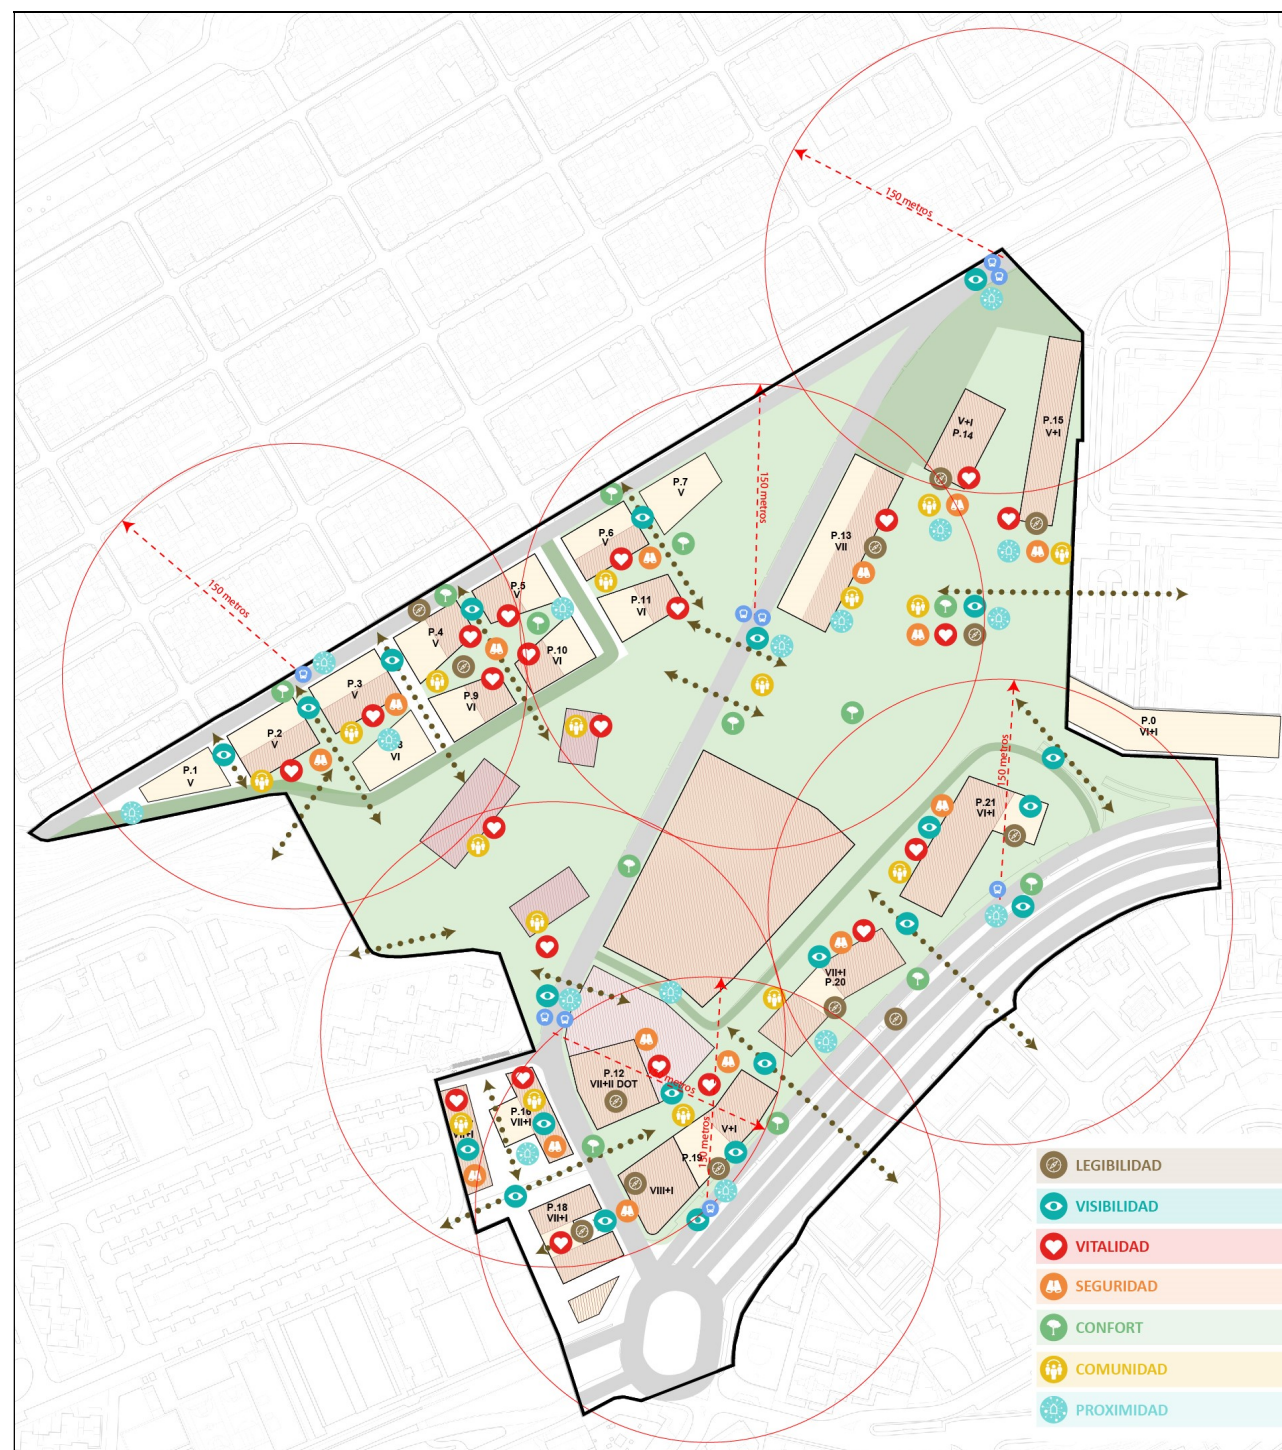 150 metros
P.15
V+I
V+I
P.14
P.7
V
150 metros
P.6
V
P.13
VII
P.5
V
150 metros
P.11
VI
P.4
V
P.10
VI
P.3
V
P.9
VI
P.2
V
VI
P.1
V
P.0
VI+I
150 metros
P.21
VI+I
VII+I
P.20
P.12
VII+II DOT
metros
P.16
VII+I
V+I
P.19
metros
VIII+I
P.18
VII+I
LEGIBILIDAD
VISIBILIDAD
VITALIDAD
SEGURIDAD
CONFORT
COMUNIDAD
PROXIMIDAD